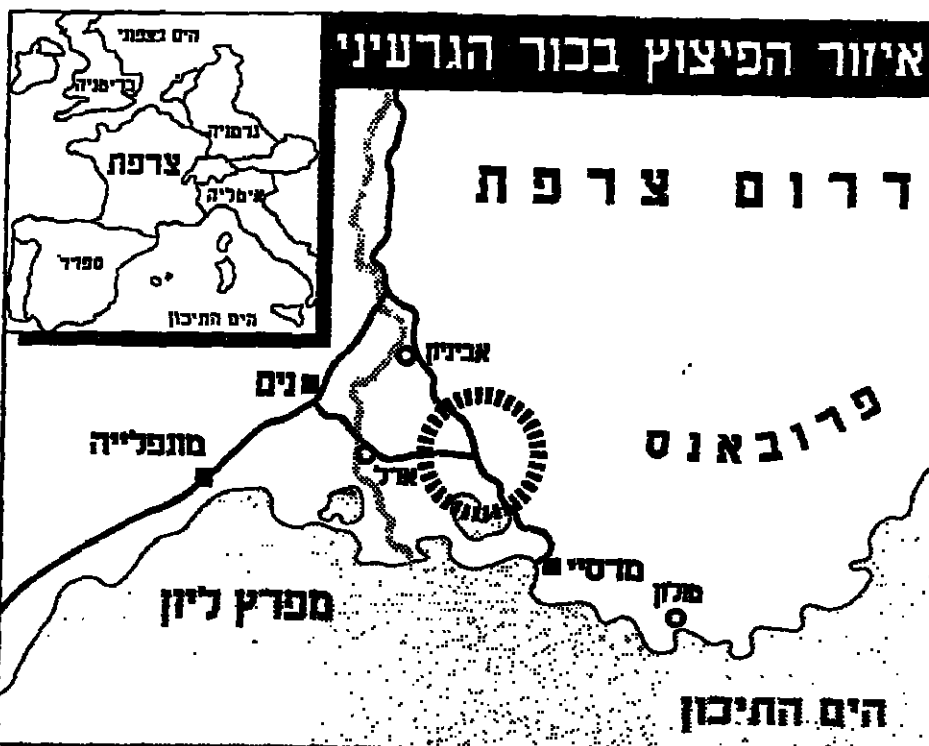 איזור הפיצוץ בכור הגרעיני
הים הצפוני
בריטניה
גרמניה
צרפת
איטליה
ספרד
הים התיכון
דרום צרפת
אביניון
נים
פרובאנס
מונפלייה
ארל
מרסיי
טולון
מפרץ ליון
הים התיכון